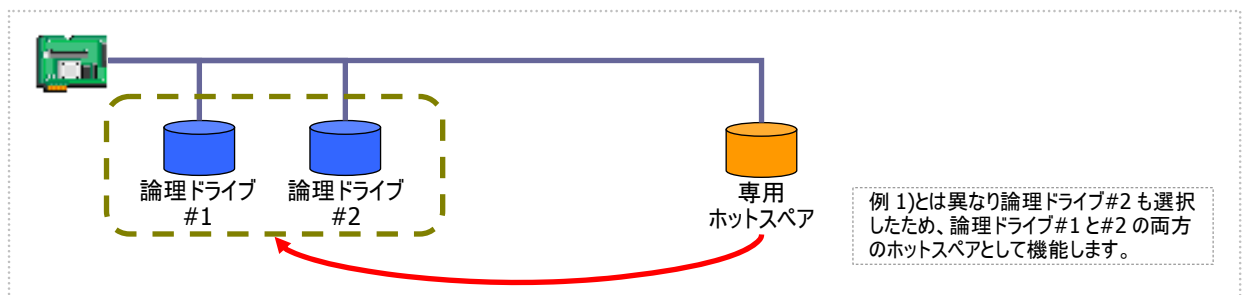 論理ドライブ
#1
論理ドライブ
#2
専用
ホットスペア
例 1)とは異なり論理ドライブ#2 も選択
したため、論理ドライブ#1 と#2 の両方
のホットスペアとして機能します。